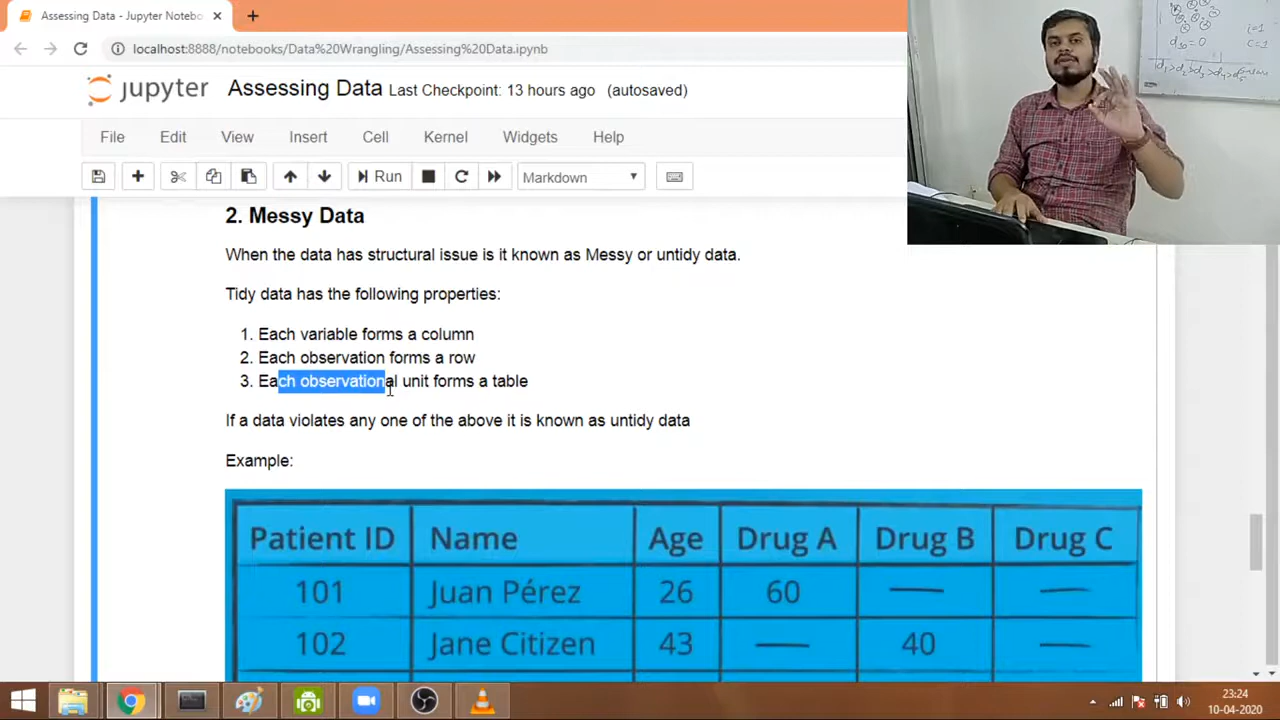 Assessing Data - Jupyter Notebo
localhost:8888/notebooks/Data%20Wrangling/Assessing%20Data.ipynb
jupyter Assessing Data Last Checkpoint: 13 hours ago (autosaved)
File Edit View Insert Cell Kernel Widgets Help
Run Markdown
2. Messy Data
When the data has structural issue is it known as Messy or untidy data.
Tidy data has the following properties:
1. Each variable forms a column
2. Each observation forms a row
3. Each observational unit forms a table
If a data violates any one of the above it is known as untidy data
Example:
Patient ID Name Age Drug A Drug B Drug C
101 Juan Pérez 26 60 — —
102 Jane Citizen 43 — 40 —
23:24
10-04-2020